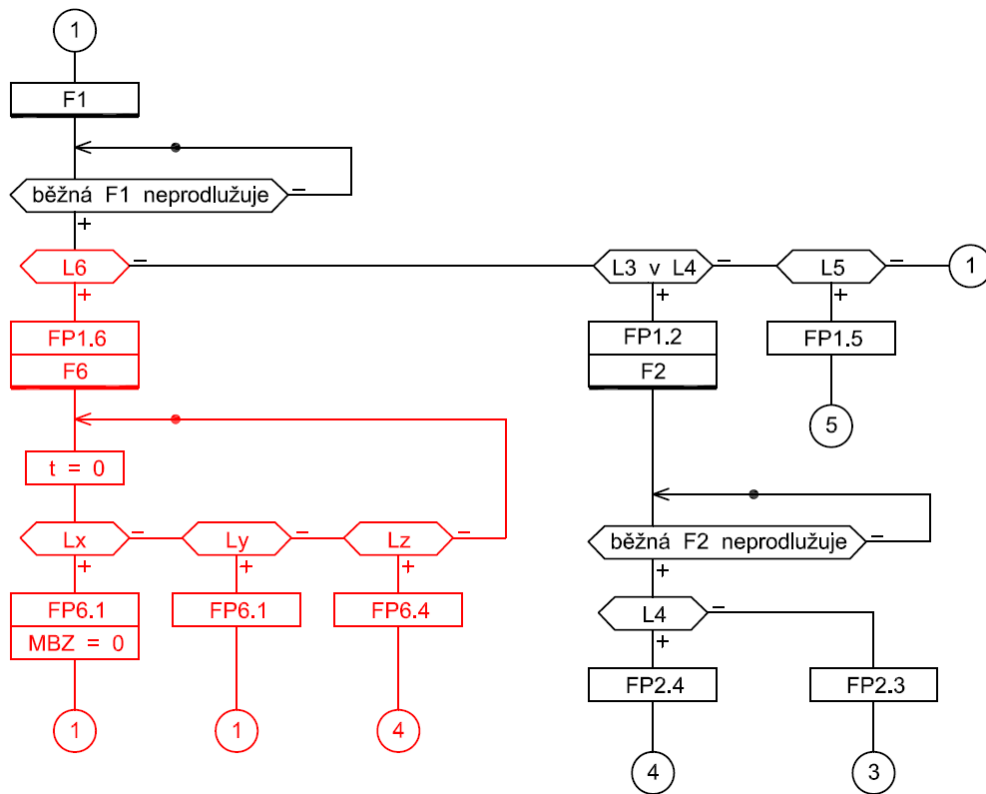 1
F1
běžná F1 neprodlužuje
−
+
L6
−
L3 v L4
−
L5
−
1
+
+
+
FP1.6
FP1.2
FP1.5
F6
F2
5
t = 0
Lx
−
Ly
−
Lz
−
běžná F2 neprodlužuje
−
+
+
+
+
FP6.1
FP6.1
FP6.4
L4
−
MBZ = 0
+
FP2.4
FP2.3
1
1
4
4
3